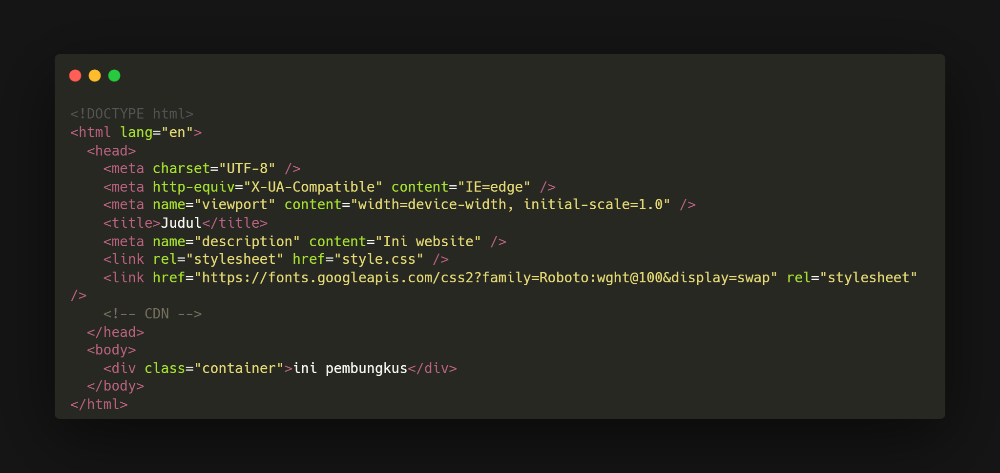 <!DOCTYPE html>
<html lang="en">
  <head>
    <meta charset="UTF-8" />
    <meta http-equiv="X-UA-Compatible" content="IE=edge" />
    <meta name="viewport" content="width=device-width, initial-scale=1.0" />
    <title>Judul</title>
    <meta name="description" content="Ini website" />
    <link rel="stylesheet" href="style.css" />
    <link href="https://fonts.googleapis.com/css2?family=Roboto:wght@100&display=swap" rel="stylesheet"
/>
    <!-- CDN -->
  </head>
  <body>
    <div class="container">ini pembungkus</div>
  </body>
</html>